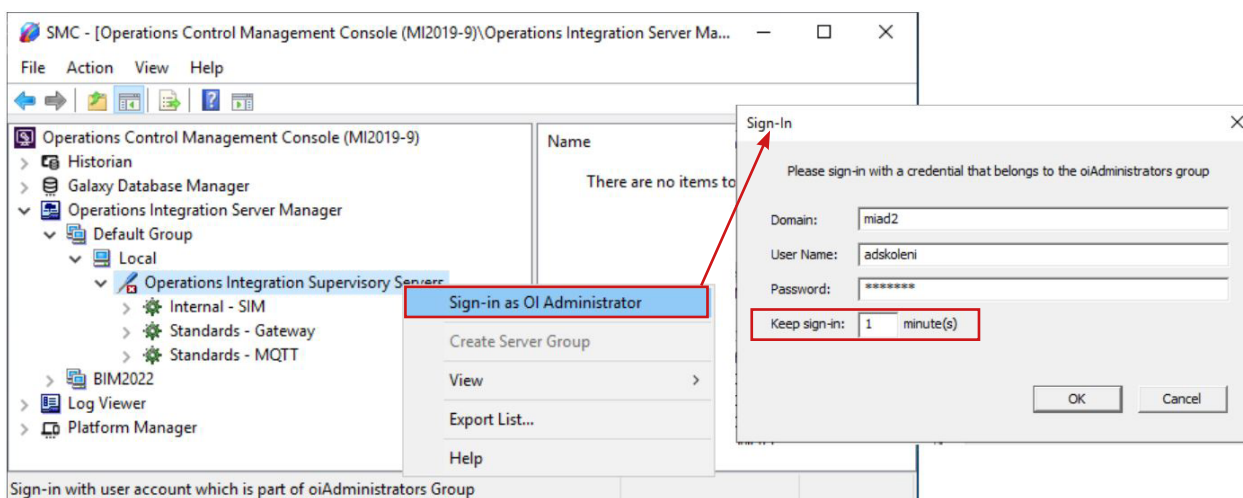 SMC - [Operations Control Management Console (MI2019-9)\Operations Integration Server Ma...
File Action View Help
Operations Control Management Console (MI2019-9)
Historian
Galaxy Database Manager
Operations Integration Server Manager
Default Group
Local
Operations Integration Supervisory Servers
Internal - SIM
Standards - Gateway
Standards - MQTT
BIM2022
Log Viewer
Platform Manager
Name
There are no items to
Sign-in as OI Administrator
Create Server Group
View
Export List...
Help
Sign-in with user account which is part of oiAdministrators Group
Sign-In
Please sign-in with a credential that belongs to the oiAdministrators group
Domain: miad2
User Name: adskoleni
Password: *******
Keep sign-in: 1 minute(s)
OK Cancel